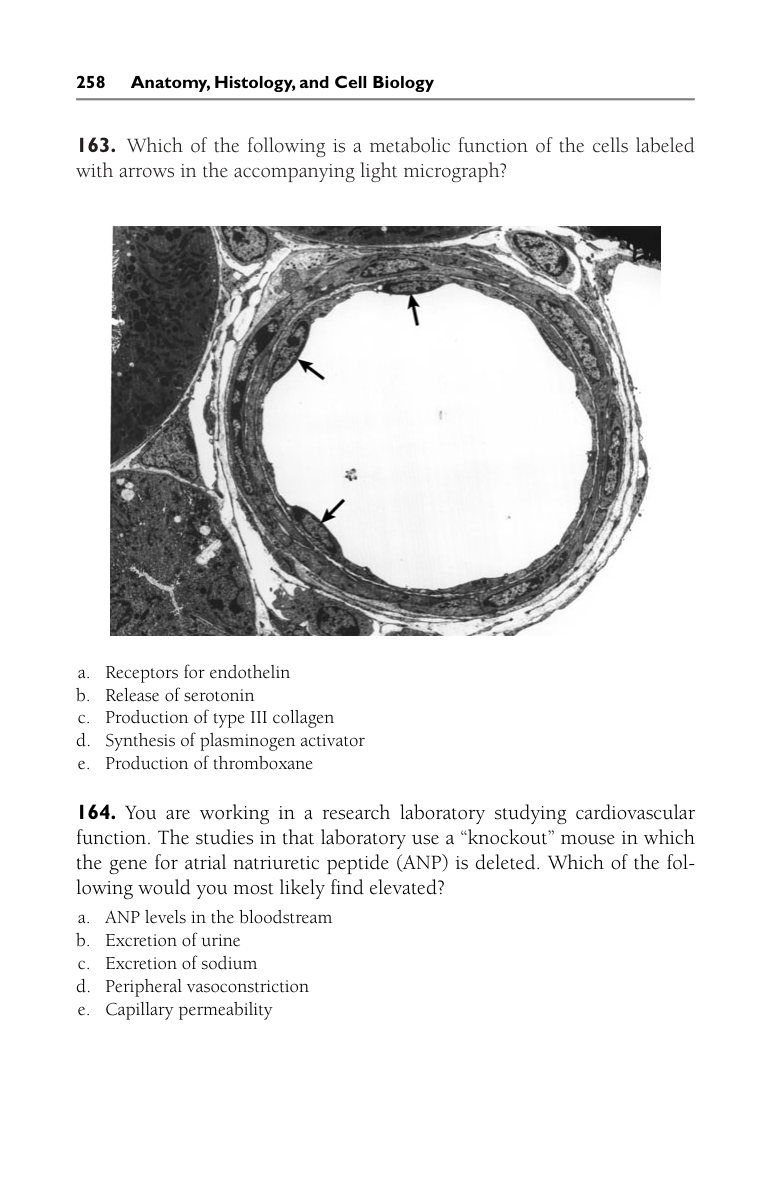 258 Anatomy, Histology, and Cell Biology
163. Which of the following is a metabolic function of the cells labeled
with arrows in the accompanying light micrograph?
a. Receptors for endothelin
b. Release of serotonin
c. Production of type III collagen
d. Synthesis of plasminogen activator
e. Production of thromboxane
164. You are working in a research laboratory studying cardiovascular
function. The studies in that laboratory use a “knockout” mouse in which
the gene for atrial natriuretic peptide (ANP) is deleted. Which of the fol-
lowing would you most likely find elevated?
a. ANP levels in the bloodstream
b. Excretion of urine
c. Excretion of sodium
d. Peripheral vasoconstriction
e. Capillary permeability